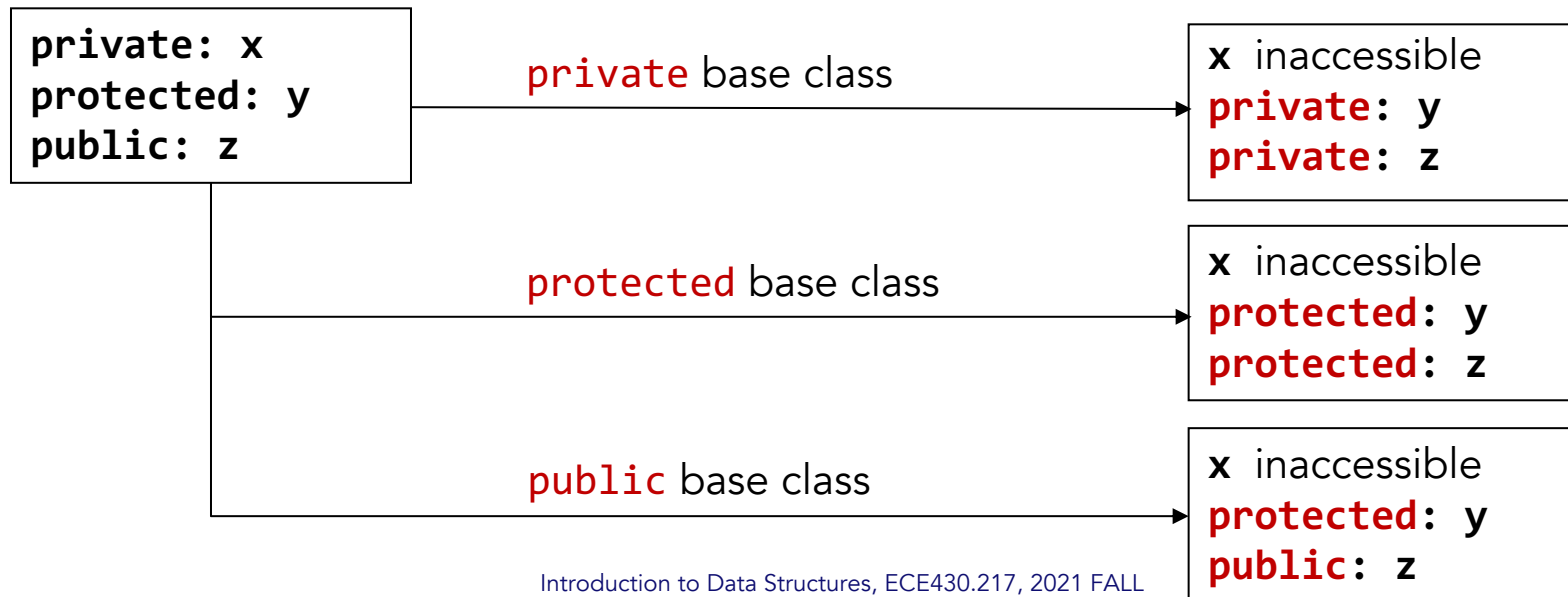 private: x
protected: y
public: z
private base class
x inaccessible
private: y
private: z
protected base class
x inaccessible
protected: y
protected: z
public base class
x inaccessible
protected: y
public: z
Introduction to Data Structures, ECE430.217, 2021 FALL